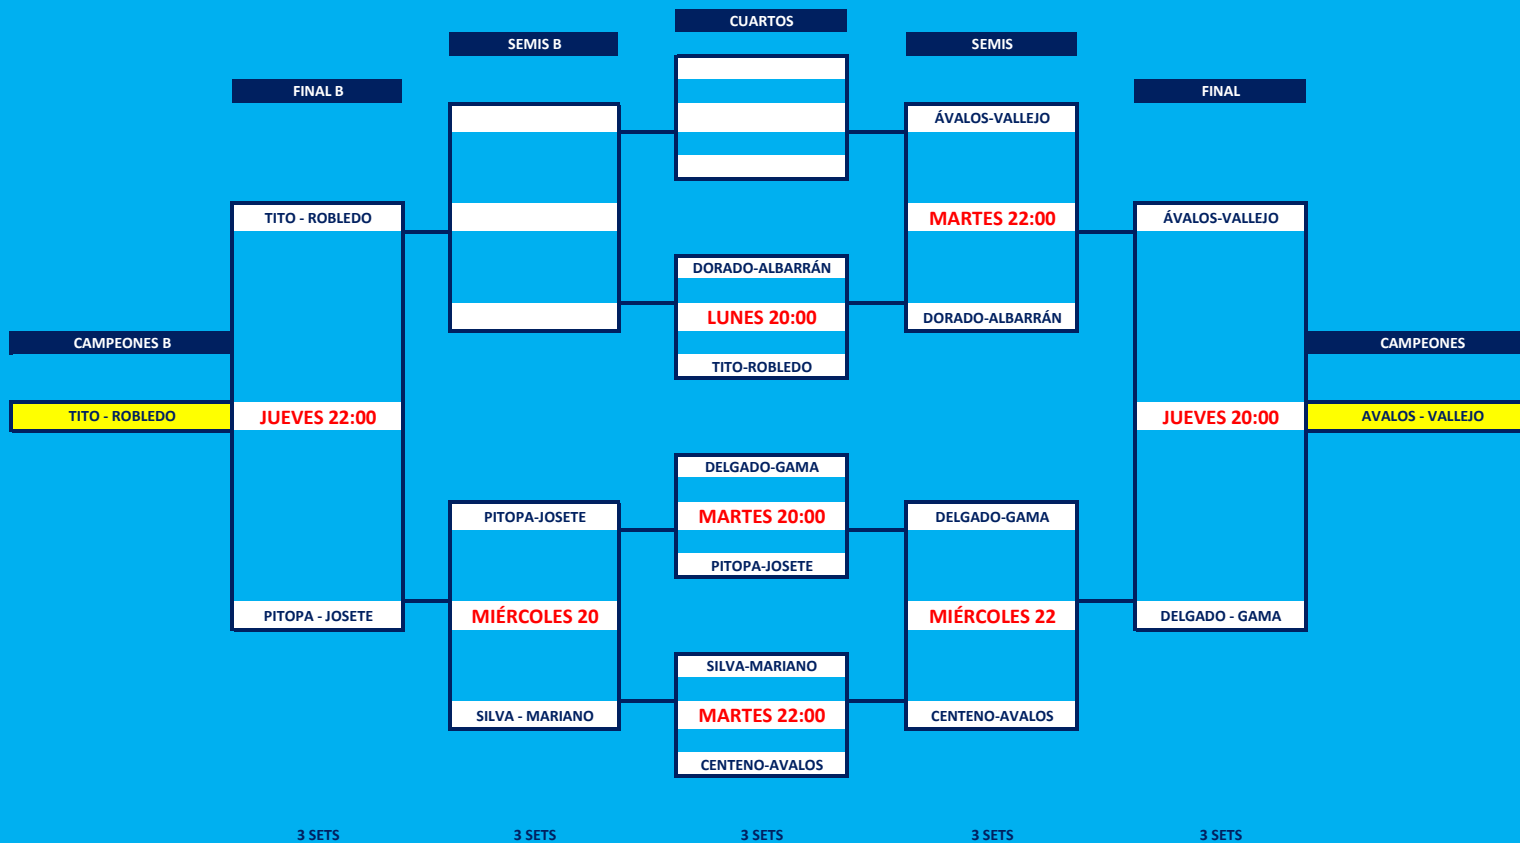 CUARTOS
SEMIS B
SEMIS
FINAL B
FINAL
ÁVALOS-VALLEJO
TITO - ROBLEDO
MARTES 22:00
ÁVALOS-VALLEJO
DORADO-ALBARRÁN
LUNES 20:00
DORADO-ALBARRÁN
CAMPEONES B
CAMPEONES
TITO-ROBLEDO
TITO - ROBLEDO
JUEVES 22:00
JUEVES 20:00
AVALOS - VALLEJO
DELGADO-GAMA
PITOPA-JOSETE
MARTES 20:00
DELGADO-GAMA
PITOPA-JOSETE
PITOPA - JOSETE
MIÉRCOLES 20
MIÉRCOLES 22
DELGADO - GAMA
SILVA-MARIANO
SILVA - MARIANO
MARTES 22:00
CENTENO-AVALOS
CENTENO-AVALOS
3 SETS
3 SETS
3 SETS
3 SETS
3 SETS